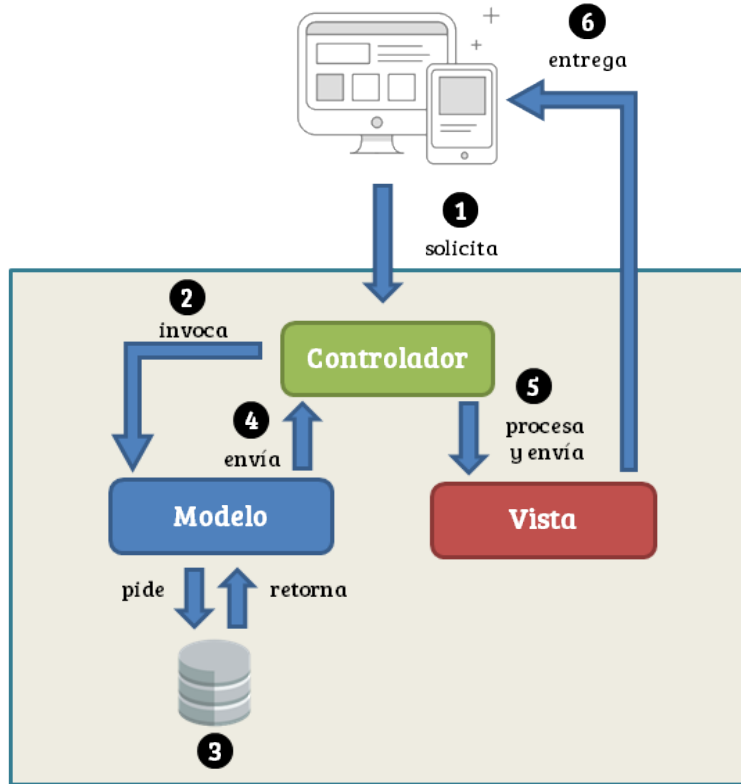 6
entrega
1
solicita
2
invoca
Controlador
5
procesa
y envía
4
envía
Modelo
Vista
pide
retorna
3